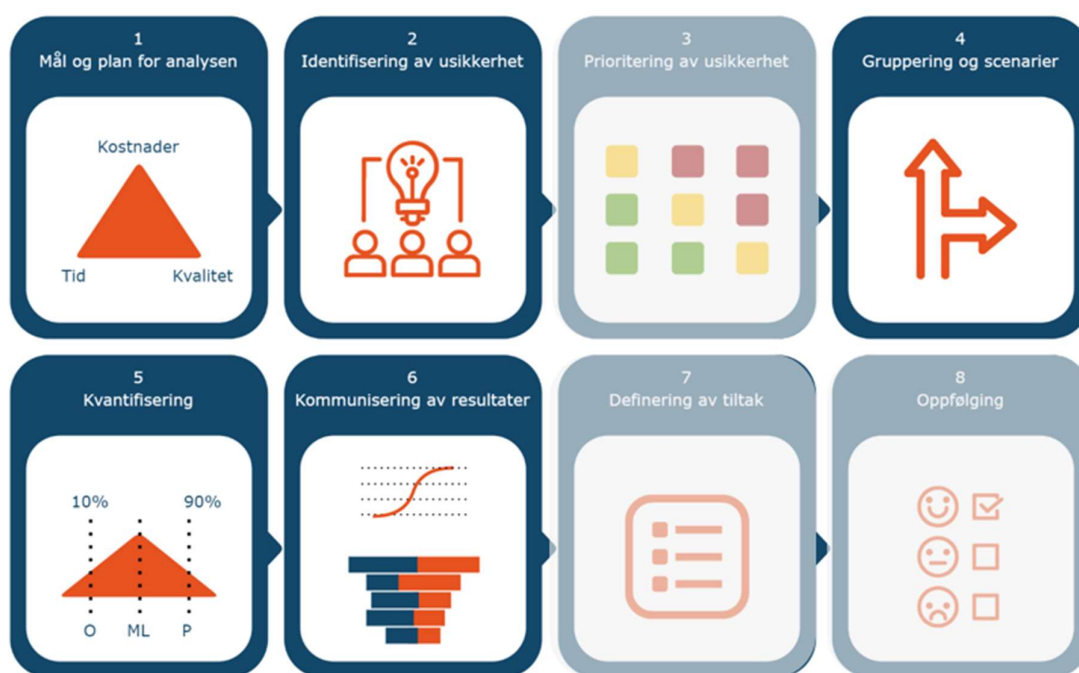 1
Mål og plan for analysen
Kostnader
Tid
Kvalitet
2
Identifisering av usikkerhet
3
Prioritering av usikkerhet
4
Gruppering og scenarier
5
Kvantifisering
10%
90%
O
ML
P
6
Kommunisering av resultater
7
Definering av tiltak
8
Oppfølging